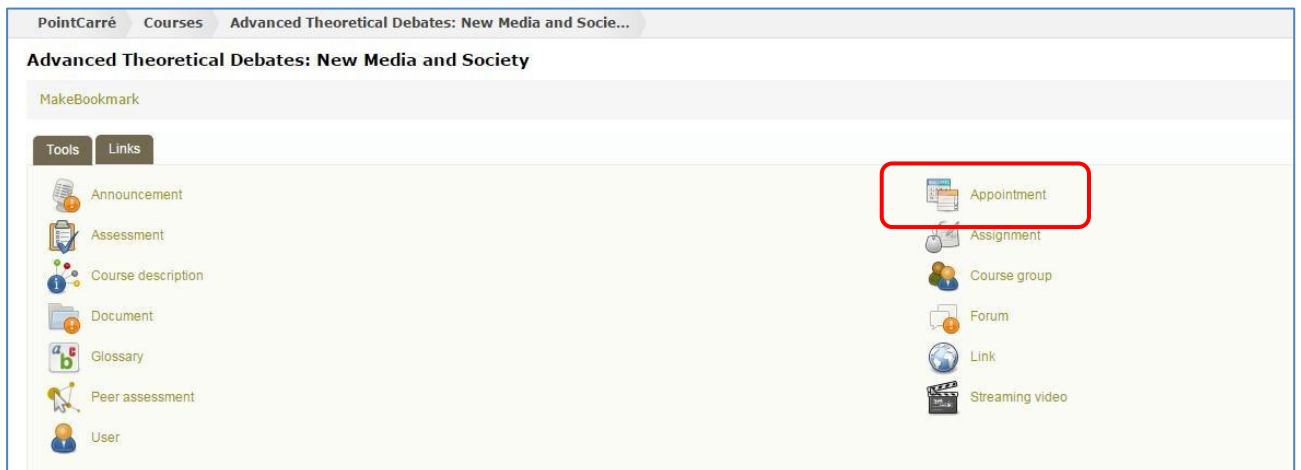 PointCarré Courses Advanced Theoretical Debates: New Media and Socie...
Advanced Theoretical Debates: New Media and Society
MakeBookmark
Tools Links
Announcement Appointment
Assessment Assignment
Course description Course group
Document Forum
Glossary Link
Peer assessment Streaming video
User